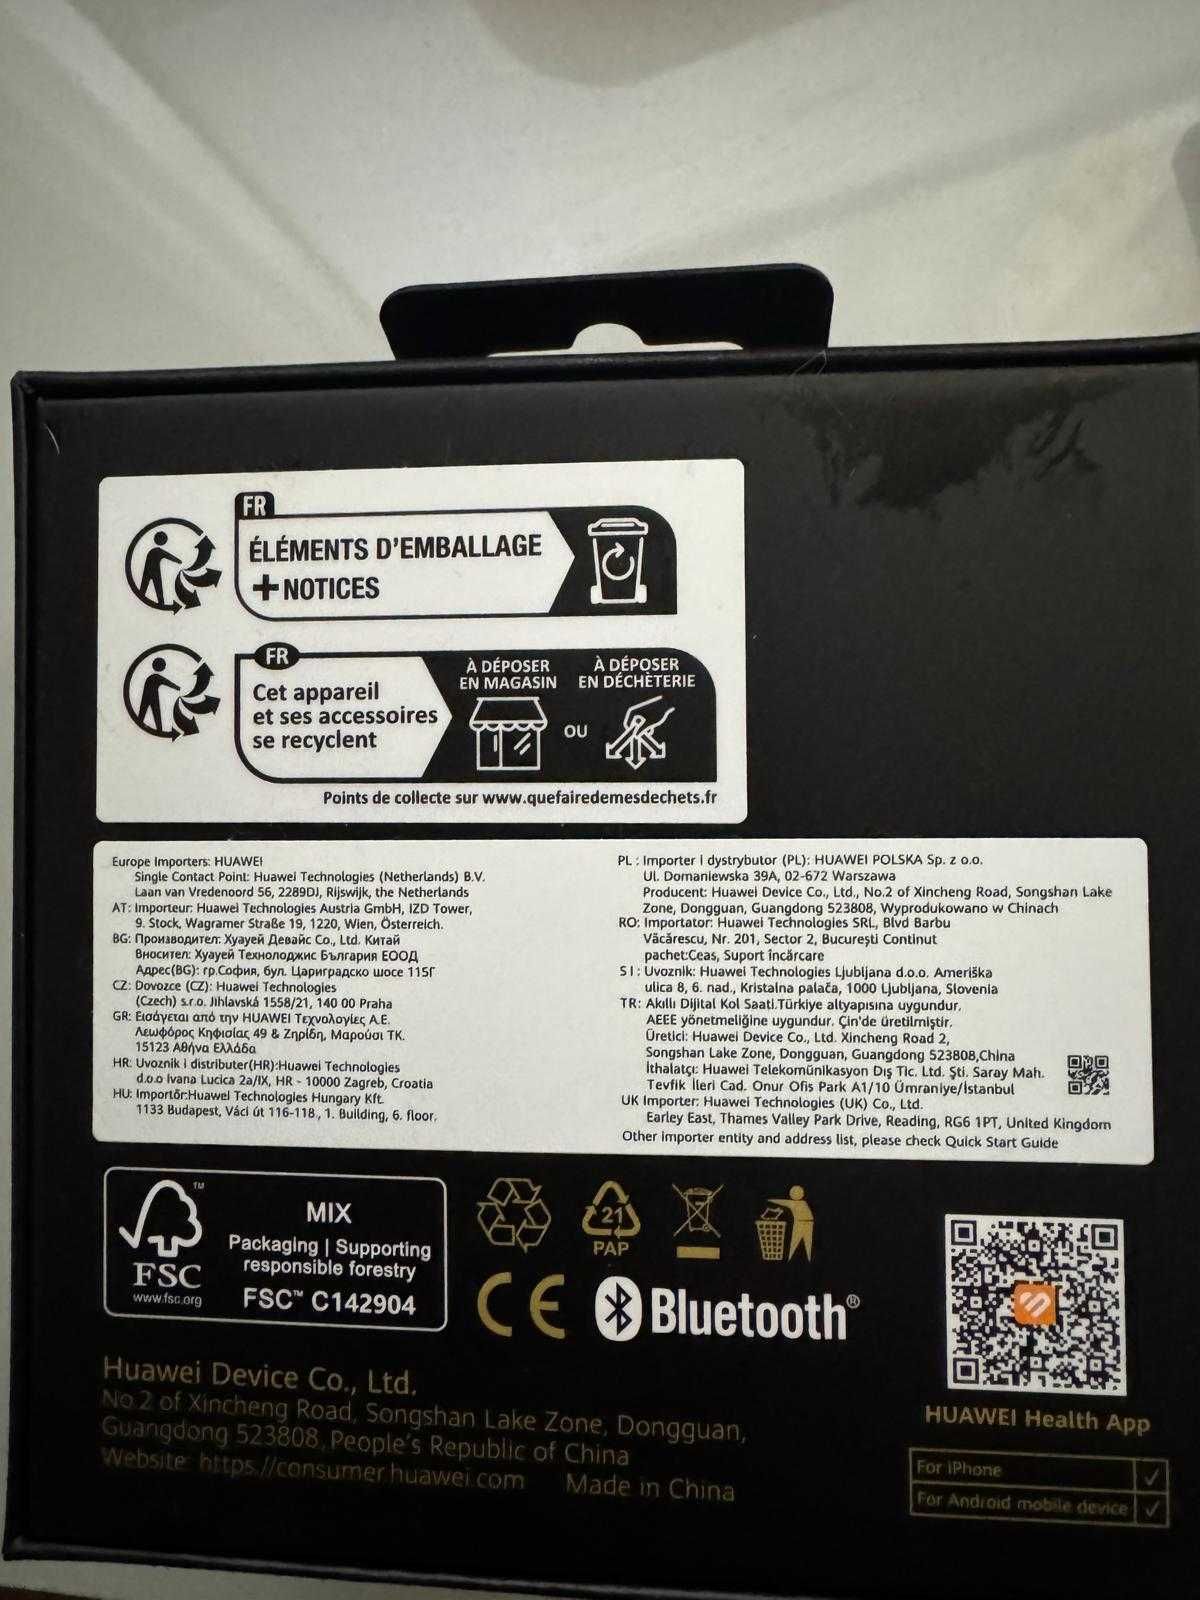 FR
ÉLÉMENTS D'EMBALLAGE
+NOTICES
FR
Cet appareil
et ses accessoires
se recyclent
À DÉPOSER
EN MAGASIN
OU
À DÉPOSER
EN DÉCHÈTERIE
Points de collecte sur www.quefairedemesdechets.fr
Europe Importers: HUAWEI
Single Contact Point: Huawei Technologies (Netherlands) B.V.
Laan van Vredenoord 56, 2289DJ, Rijswijk, the Netherlands
AT: Importeur: Huawei Technologies Austria GmbH, IZD Tower,
9. Stock, Wagramer Straße 19, 1220, Wien, Österreich.
BG: Производител: Хуауей Девайс Co., Ltd. Китай
Вносител: Хуауей Технолоджис България ЕООД
Адрес(BG): гр.София, бул. Цариградско шосе 115Г
CZ: Dovozce (CZ): Huawei Technologies
(Czech) s.r.o. Jihlavská 1558/21, 140 00 Praha
GR: Εισάγεται από την HUAWEI Τεχνολογίες Α.Ε.
Λεωφόρος Κηφισίας 49 & Ζηρίδη, Μαρούσι ΤΚ.
15123 Αθήνα Ελλάδα
HR: Uvoznik i distributer(HR):Huawei Technologies
d.o.o Ivana Lucica 2a/IX, HR - 10000 Zagreb, Croatia
HU: Importőr:Huawei Technologies Hungary Kft.
1133 Budapest, Váci út 116-118., 1. Building, 6. floor.
PL : Importer i dystrybutor (PL): HUAWEI POLSKA Sp. z o.o.
Ul. Domaniewska 39A, 02-672 Warszawa
Producent: Huawei Device Co., Ltd., No.2 of Xincheng Road, Songshan Lake
Zone, Dongguan, Guangdong 523808, Wyprodukowano w Chinach
RO: Importator: Huawei Technologies SRL, Blvd Barbu
Văcărescu, Nr. 201, Sector 2, București Continut
pachet:Ceas, Suport încărcare
SI : Uvoznik: Huawei Technologies Ljubljana d.o.o. Ameriška
ulica 8, 6. nad., Kristalna palača, 1000 Ljubljana, Slovenia
TR: Akıllı Dijital Kol Saati.Türkiye altyapısına uygundur.
AEEE yönetmeliğine uygundur. Çin'de üretilmiştir.
Üretici: Huawei Device Co., Ltd. Xincheng Road 2,
Songshan Lake Zone, Dongguan, Guangdong 523808,China
İthalatçı: Huawei Telekomünikasyon Dış Tic. Ltd. Şti. Saray Mah.
Tevfik İleri Cad. Onur Ofis Park A1/10 Ümraniye/İstanbul
UK Importer: Huawei Technologies (UK) Co., Ltd.
Earley East, Thames Valley Park Drive, Reading, RG6 1PT, United Kingdom
Other importer entity and address list, please check Quick Start Guide
TM
FSC
www.fsc.org
MIX
Packaging | Supporting
responsible forestry
FSC™ C142904
21
PAP
CE
Bluetooth®
Huawei Device Co., Ltd.
No.2 of Xincheng Road, Songshan Lake Zone, Dongguan,
Guangdong 523808, People's Republic of China
Website: https://consumer.huawei.com Made in China
HUAWEI Health App
For iPhone
For Android mobile device